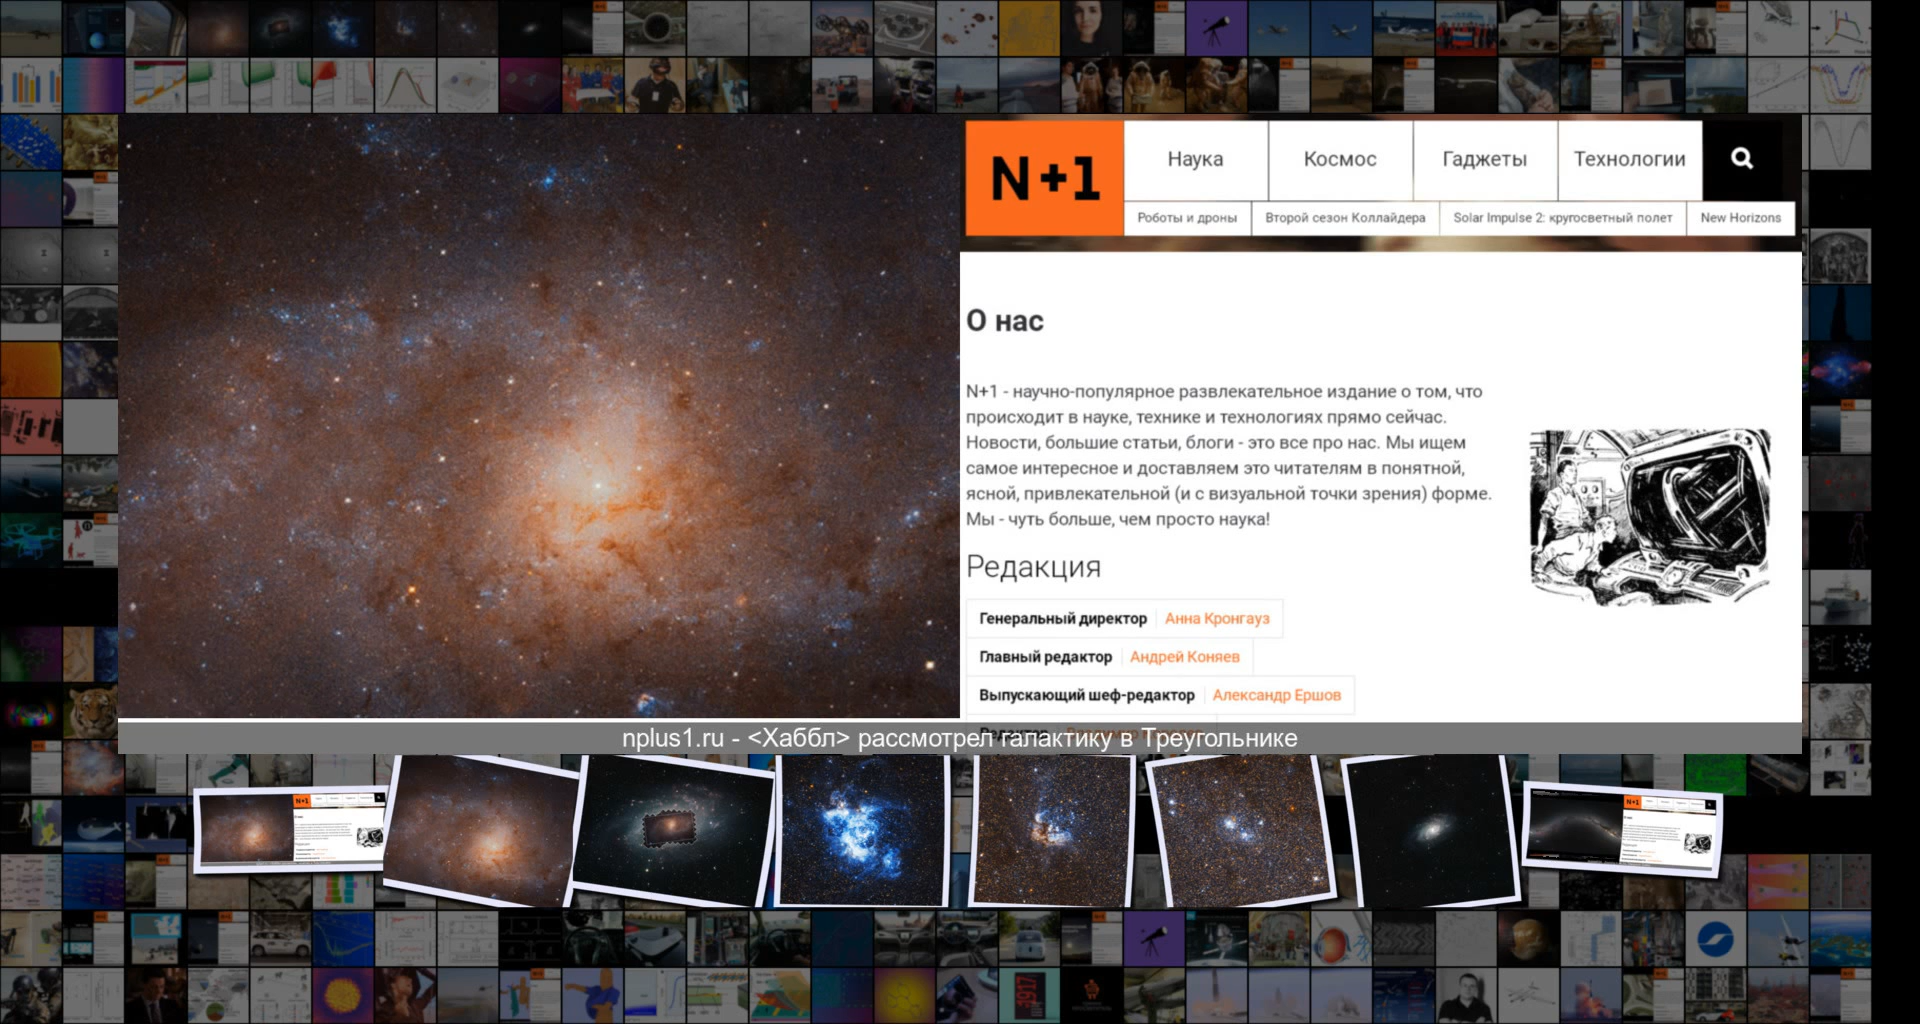 N+1
Наука
Космос
Гаджеты
Технологии
Роботы и дроны
Второй сезон Коллайдера
Solar Impulse 2: кругосветный полет
New Horizons
О нас
N+1 - научно-популярное развлекательное издание о том, что
происходит в науке, технике и технологиях прямо сейчас.
Новости, большие статьи, блоги - это все про нас. Мы ищем
самое интересное и доставляем это читателям в понятной,
ясной, привлекательной (и с визуальной точки зрения) форме.
Мы - чуть больше, чем просто наука!
Редакция
Генеральный директор Анна Кронгауз
Главный редактор Андрей Коняев
Выпускающий шеф-редактор Александр Ершов
Редактор
nplus1.ru - <Хаббл> рассмотрел галактику в Треугольнике